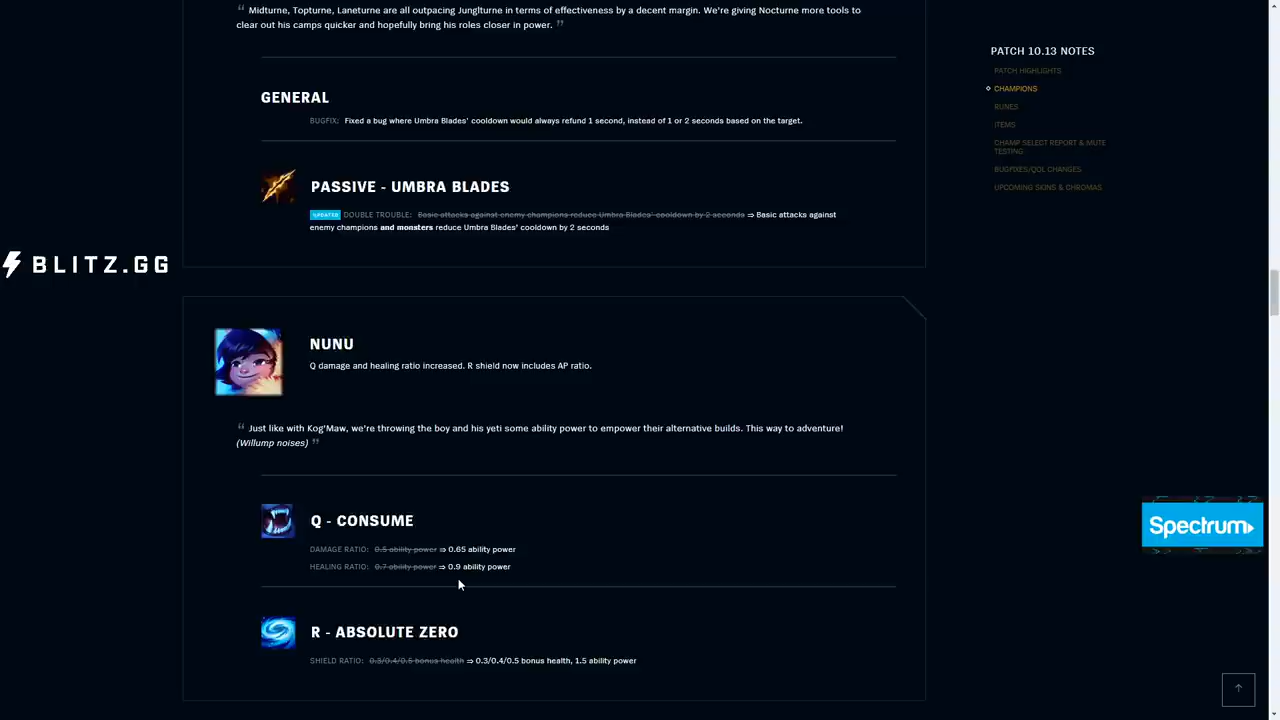 “ Midturne, Topturne, Laneturne are all outpacing Junglturne in terms of effectiveness by a decent margin. We're giving Nocturne more tools to
clear out his camps quicker and hopefully bring his roles closer in power. ”
GENERAL
BUGFIX: Fixed a bug where Umbra Blades' cooldown would always refund 1 second, instead of 1 or 2 seconds based on the target.
PASSIVE - UMBRA BLADES
UPDATED DOUBLE TROUBLE: Basic attacks against enemy champions reduce Umbra Blades' cooldown by 2 seconds ⇒ Basic attacks against
enemy champions and monsters reduce Umbra Blades' cooldown by 2 seconds
BLITZ.GG
NUNU
Q damage and healing ratio increased. R shield now includes AP ratio.
“ Just like with Kog'Maw, we're throwing the boy and his yeti some ability power to empower their alternative builds. This way to adventure!
(Willump noises) ”
Q - CONSUME
DAMAGE RATIO: 0.5 ability power ⇒ 0.65 ability power
HEALING RATIO: 0.7 ability power ⇒ 0.9 ability power
R - ABSOLUTE ZERO
SHIELD RATIO: 0.3/0.4/0.5 bonus health ⇒ 0.3/0.4/0.5 bonus health, 1.5 ability power
PATCH 10.13 NOTES
PATCH HIGHLIGHTS
CHAMPIONS
RUNES
ITEMS
CHAMP SELECT REPORT & MUTE
TESTING
BUGFIXES/QOL CHANGES
UPCOMING SKINS & CHROMAS
Spectrum